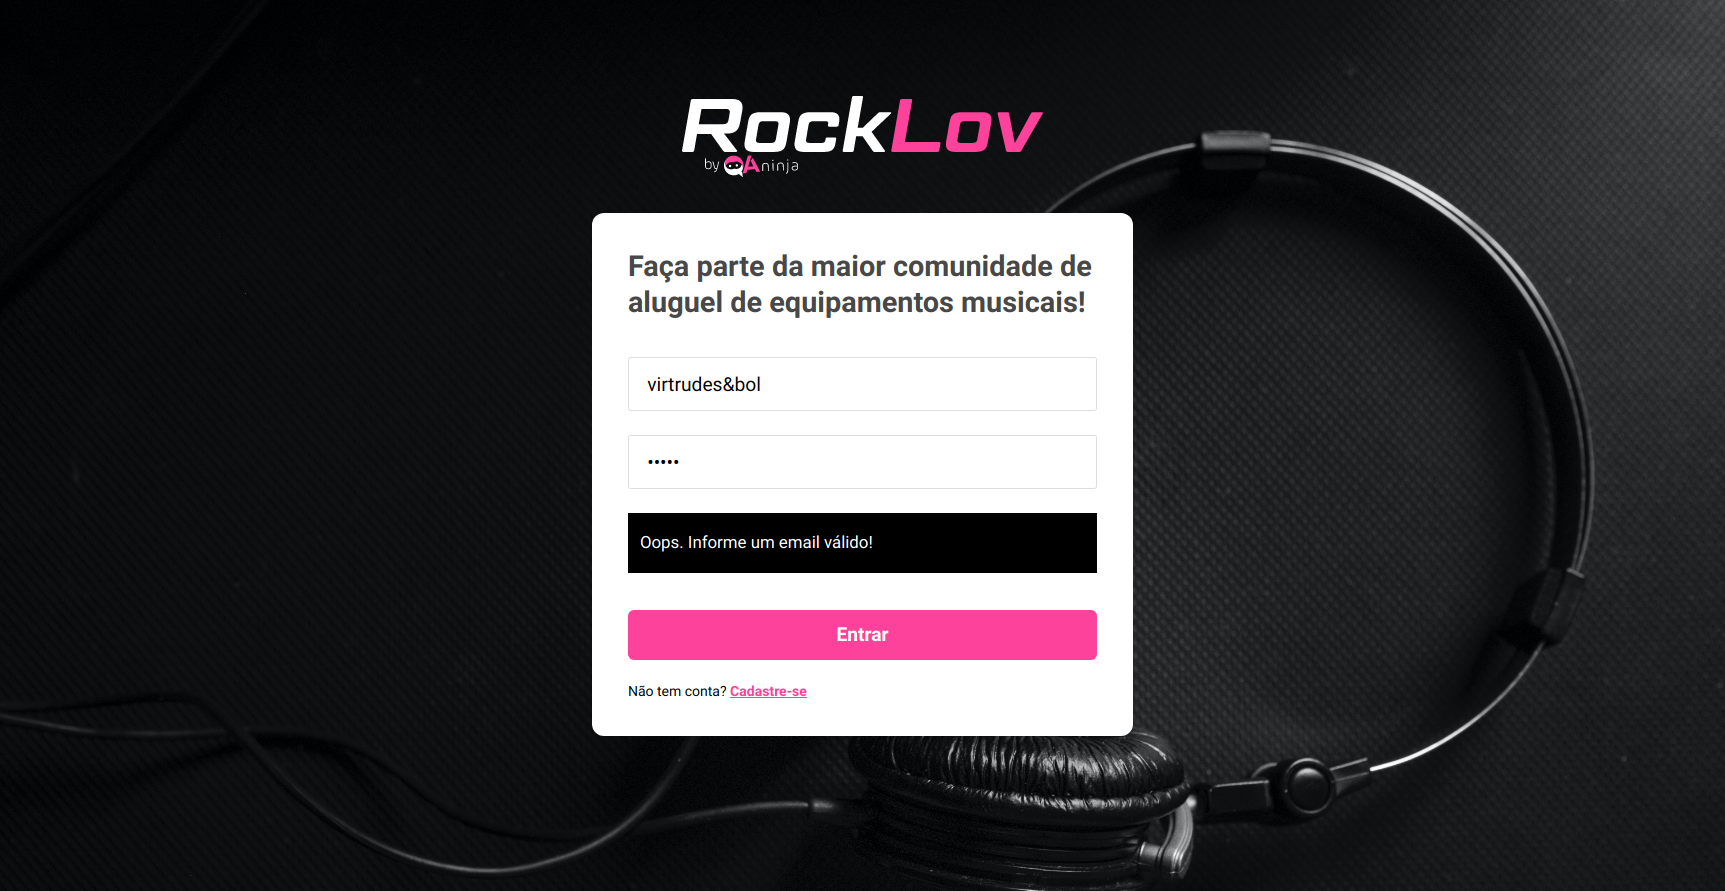 RockLov
by QAninja
Faça parte da maior comunidade de
aluguel de equipamentos musicais!
virtrudes&bol
•••••
Oops. Informe um email válido!
Entrar
Não tem conta? Cadastre-se